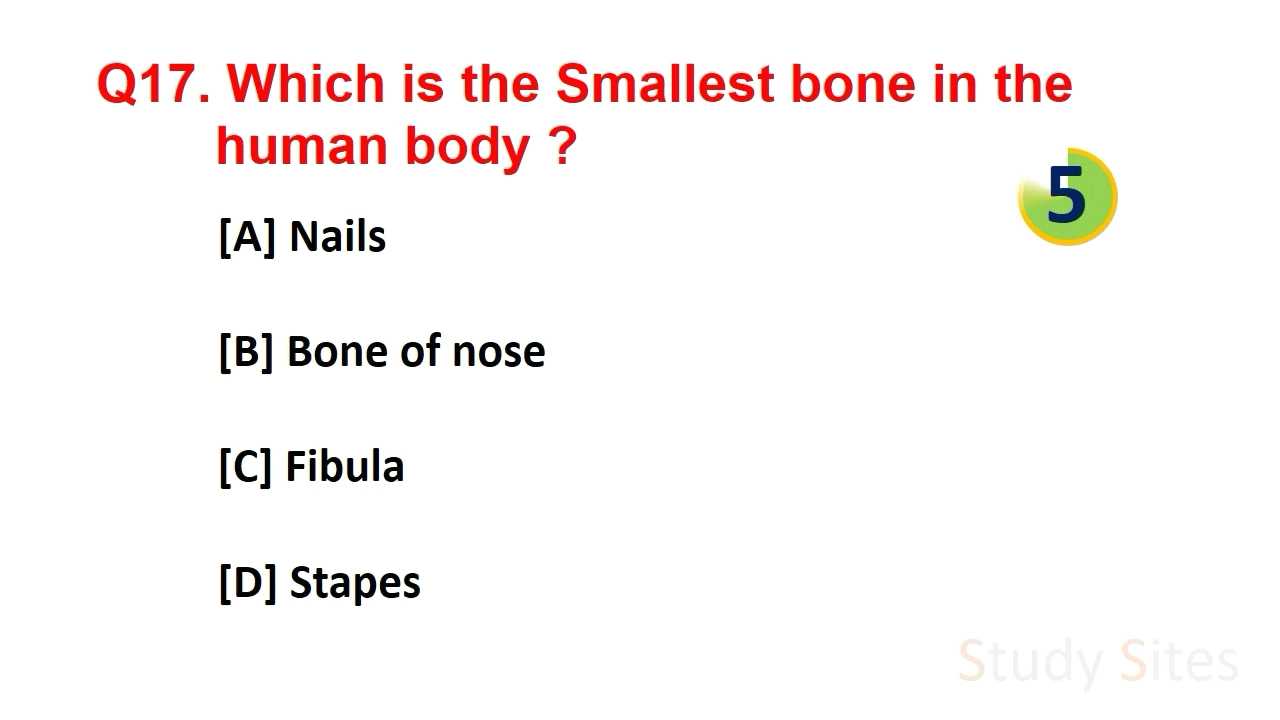 Q17. Which is the Smallest bone in the
human body ?
5
[A] Nails
[B] Bone of nose
[C] Fibula
[D] Stapes
Study Sites